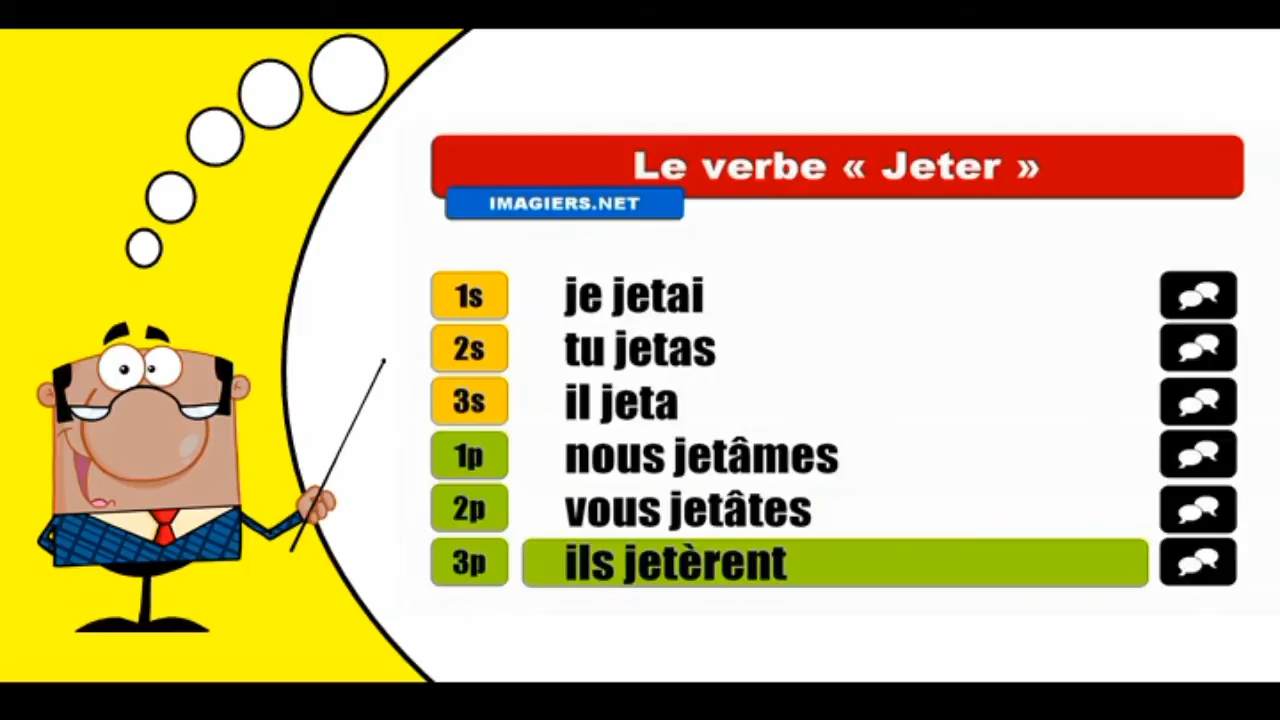 Le verbe « Jeter »
IMAGIERS.NET
1s je jetai
2s tu jetas
3s il jeta
1p nous jetâmes
2p vous jetâtes
3p ils jetèrent